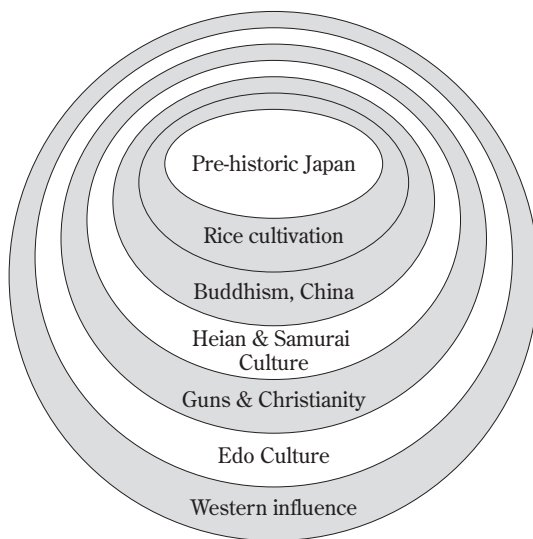 Pre-historic Japan
Rice cultivation
Buddhism, China
Heian & Samurai
Culture
Guns & Christianity
Edo Culture
Western influence